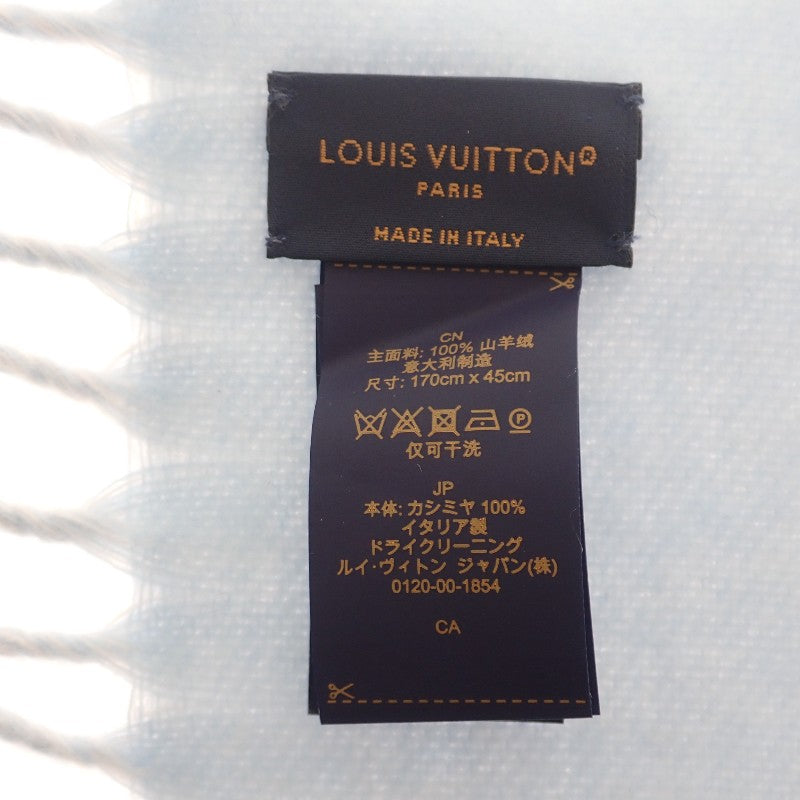 LOUIS VUITTON®
PARIS
MADE IN ITALY
CN
主面料: 100% 山羊绒
意大利制造
尺寸: 170cm x 45cm
P
仅可干洗
JP
本体: カシミヤ 100%
イタリア製
ドライクリーニング
ルイ·ヴィトン ジャパン(株)
0120-00-1854
CA